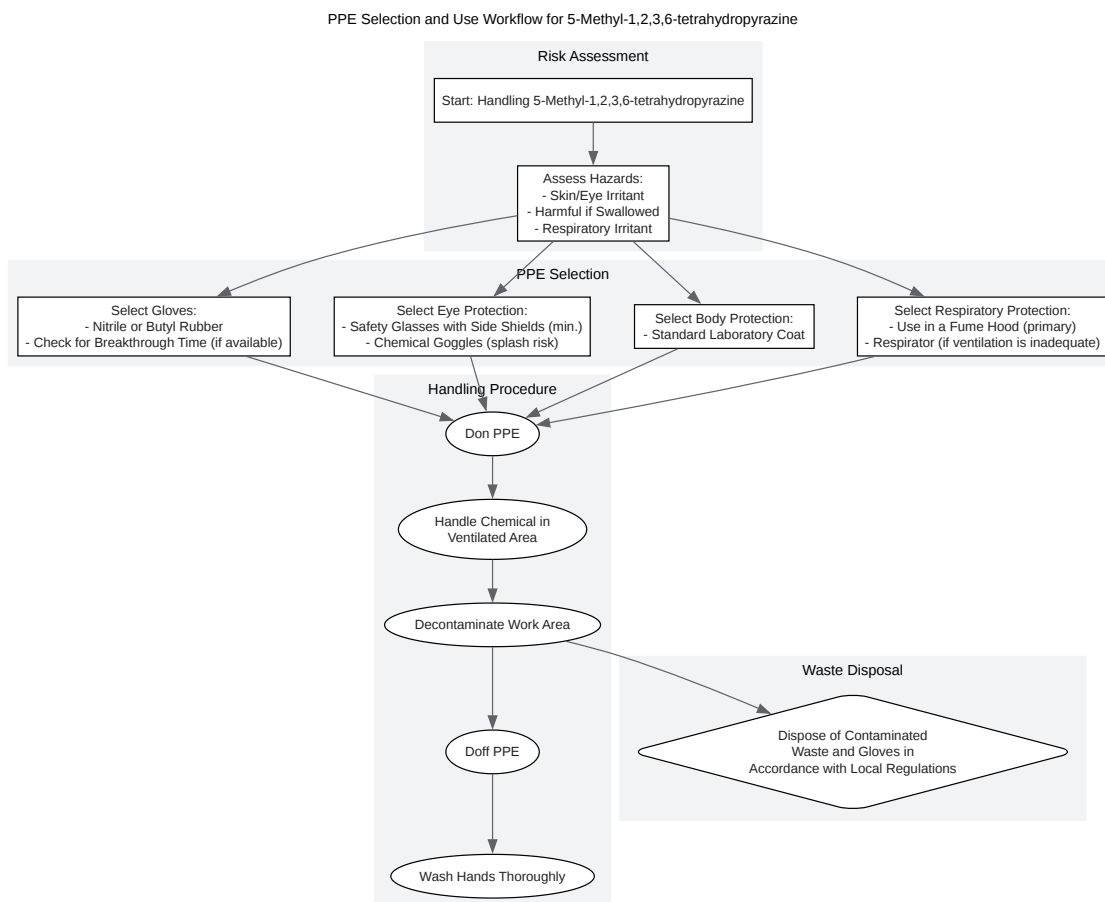 PPE Selection and Use Workflow for 5-Methyl-1,2,3,6-tetrahydropyrazine
Risk Assessment
Start: Handling 5-Methyl-1,2,3,6-tetrahydropyrazine
Assess Hazards:
- Skin/Eye Irritant
- Harmful if Swallowed
- Respiratory Irritant
PPE Selection
Select Gloves:
- Nitrile or Butyl Rubber
- Check for Breakthrough Time (if available)
Select Eye Protection:
- Safety Glasses with Side Shields (min.)
- Chemical Goggles (splash risk)
Select Body Protection:
- Standard Laboratory Coat
Select Respiratory Protection:
- Use in a Fume Hood (primary)
- Respirator (if ventilation is inadequate)
Handling Procedure
Don PPE
Handle Chemical in
Ventilated Area
Decontaminate Work Area
Waste Disposal
Dispose of Contaminated
Waste and Gloves in
Accordance with Local Regulations
Doff PPE
Wash Hands Thoroughly